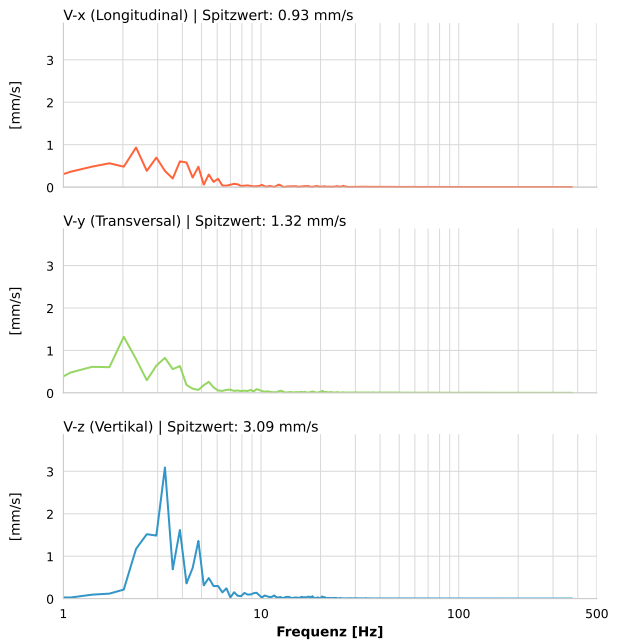 V-x (Longitudinal) | Spitzwert: 0.93 mm/s
[mm/s]
3
2
1
0
V-y (Transversal) | Spitzwert: 1.32 mm/s
[mm/s]
3
2
1
0
V-z (Vertikal) | Spitzwert: 3.09 mm/s
[mm/s]
3
2
1
0
1 10 100 500
Frequenz [Hz]